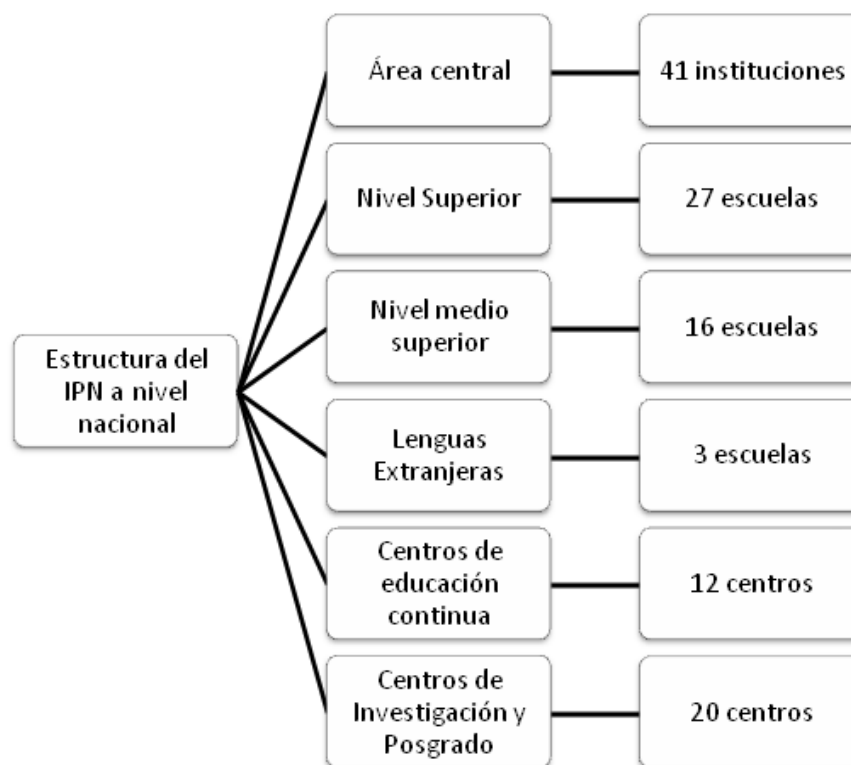 Estructura del
IPN a nivel
nacional
Área central
41 instituciones
Nivel Superior
27 escuelas
Nivel medio
superior
16 escuelas
Lenguas
Extranjeras
3 escuelas
Centros de
educación
continua
12 centros
Centros de
Investigación y
Posgrado
20 centros